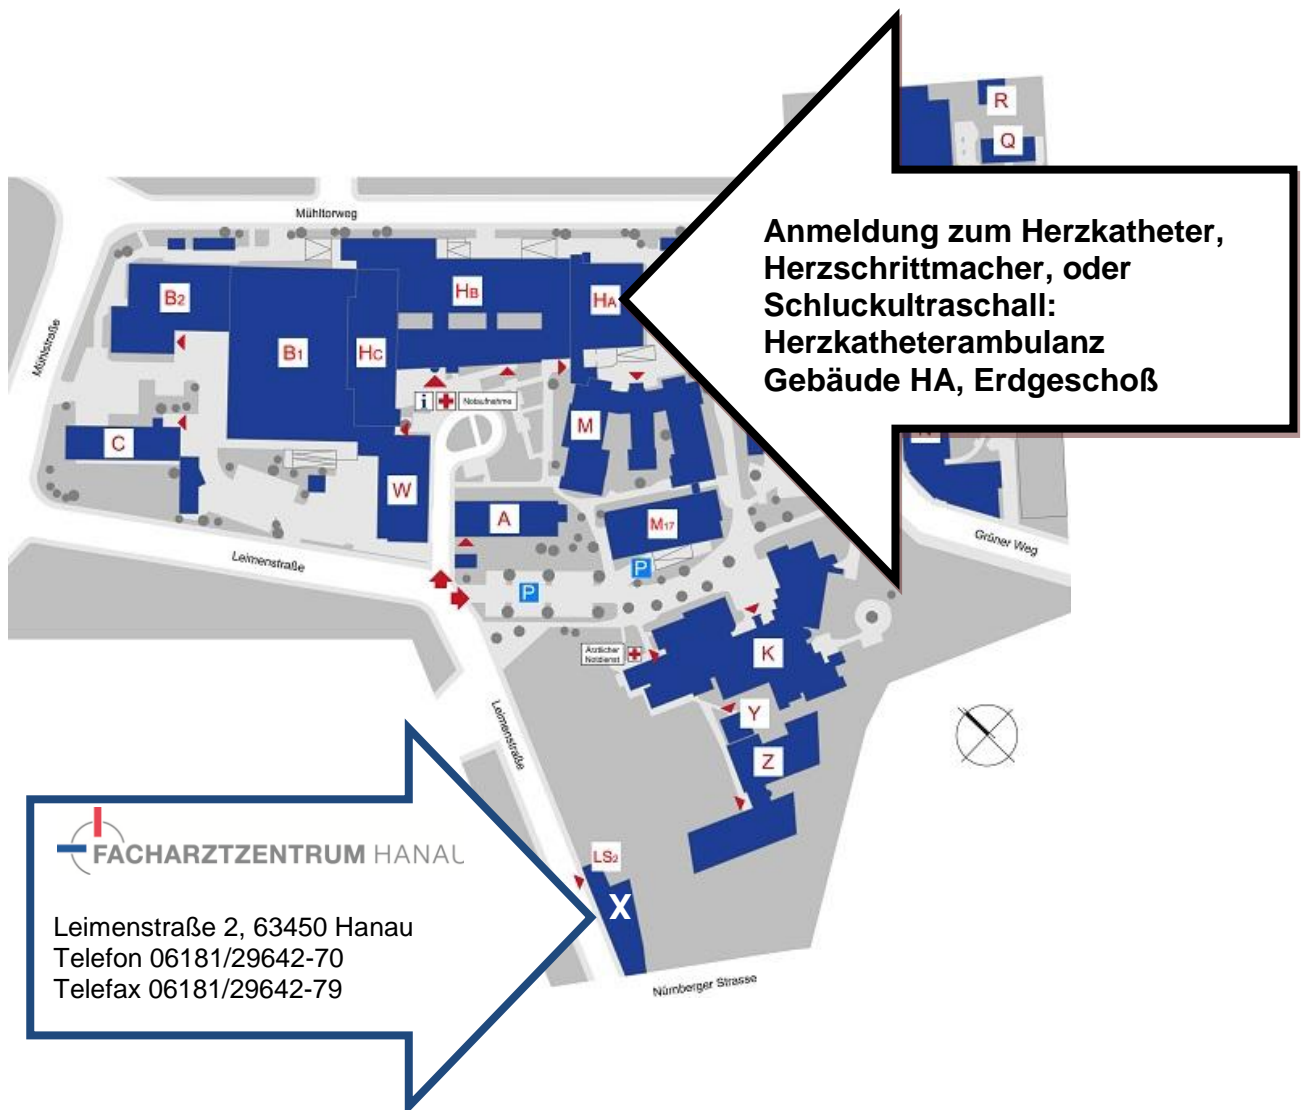 R
Q
Mühltorweg
Anmeldung zum Herzkatheter,
Herzschrittmacher, oder
Schluckultraschall:
Herzkatheterambulanz
Gebäude HA, Erdgeschoß
B2
HB
HA
Mühlstraße
B1
HC
i
Notaufnahme
C
M
W
A
M17
Grüner Weg
Leimenstraße
P
P
Ärztlicher
Notdienst
K
Leimenstraße
Y
Z
FACHARZTZENTRUM HANAU
LS2
X
Leimenstraße 2, 63450 Hanau
Telefon 06181/29642-70
Telefax 06181/29642-79
Nürnberger Strasse